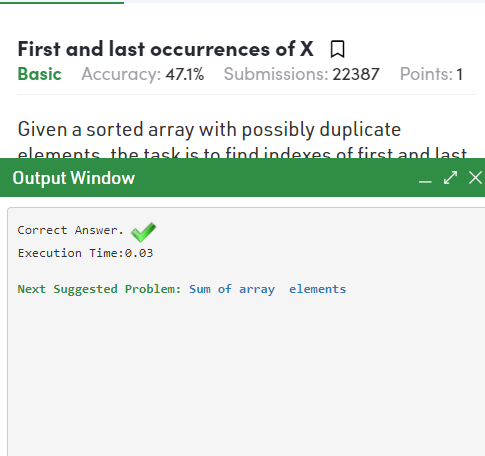 First and last occurrences of X
Basic Accuracy: 47.1% Submissions: 22387 Points: 1
Given a sorted array with possibly duplicate
elements, the task is to find indexes of first and last
Output Window
Correct Answer.
Execution Time:0.03
Next Suggested Problem: Sum of array  elements